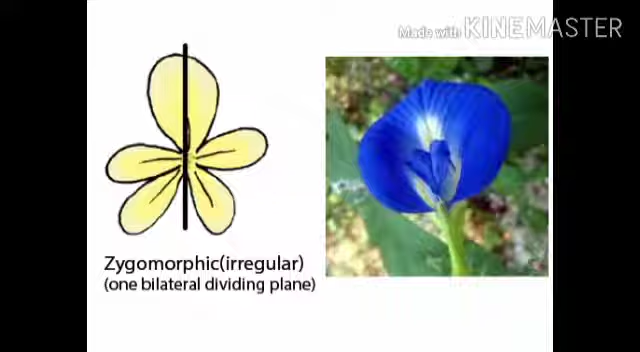 Made with KINEMASTER
Zygomorphic(irregular)
(one bilateral dividing plane)